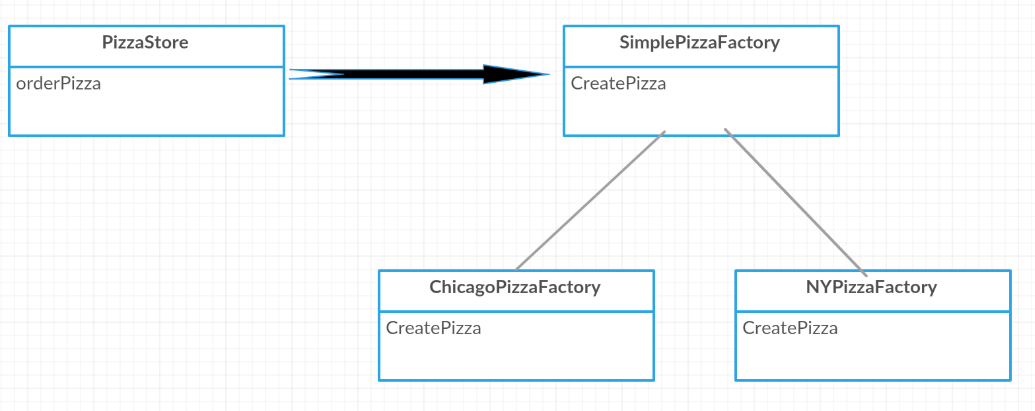 PizzaStore
orderPizza
SimplePizzaFactory
CreatePizza
ChicagoPizzaFactory
CreatePizza
NYPizzaFactory
CreatePizza